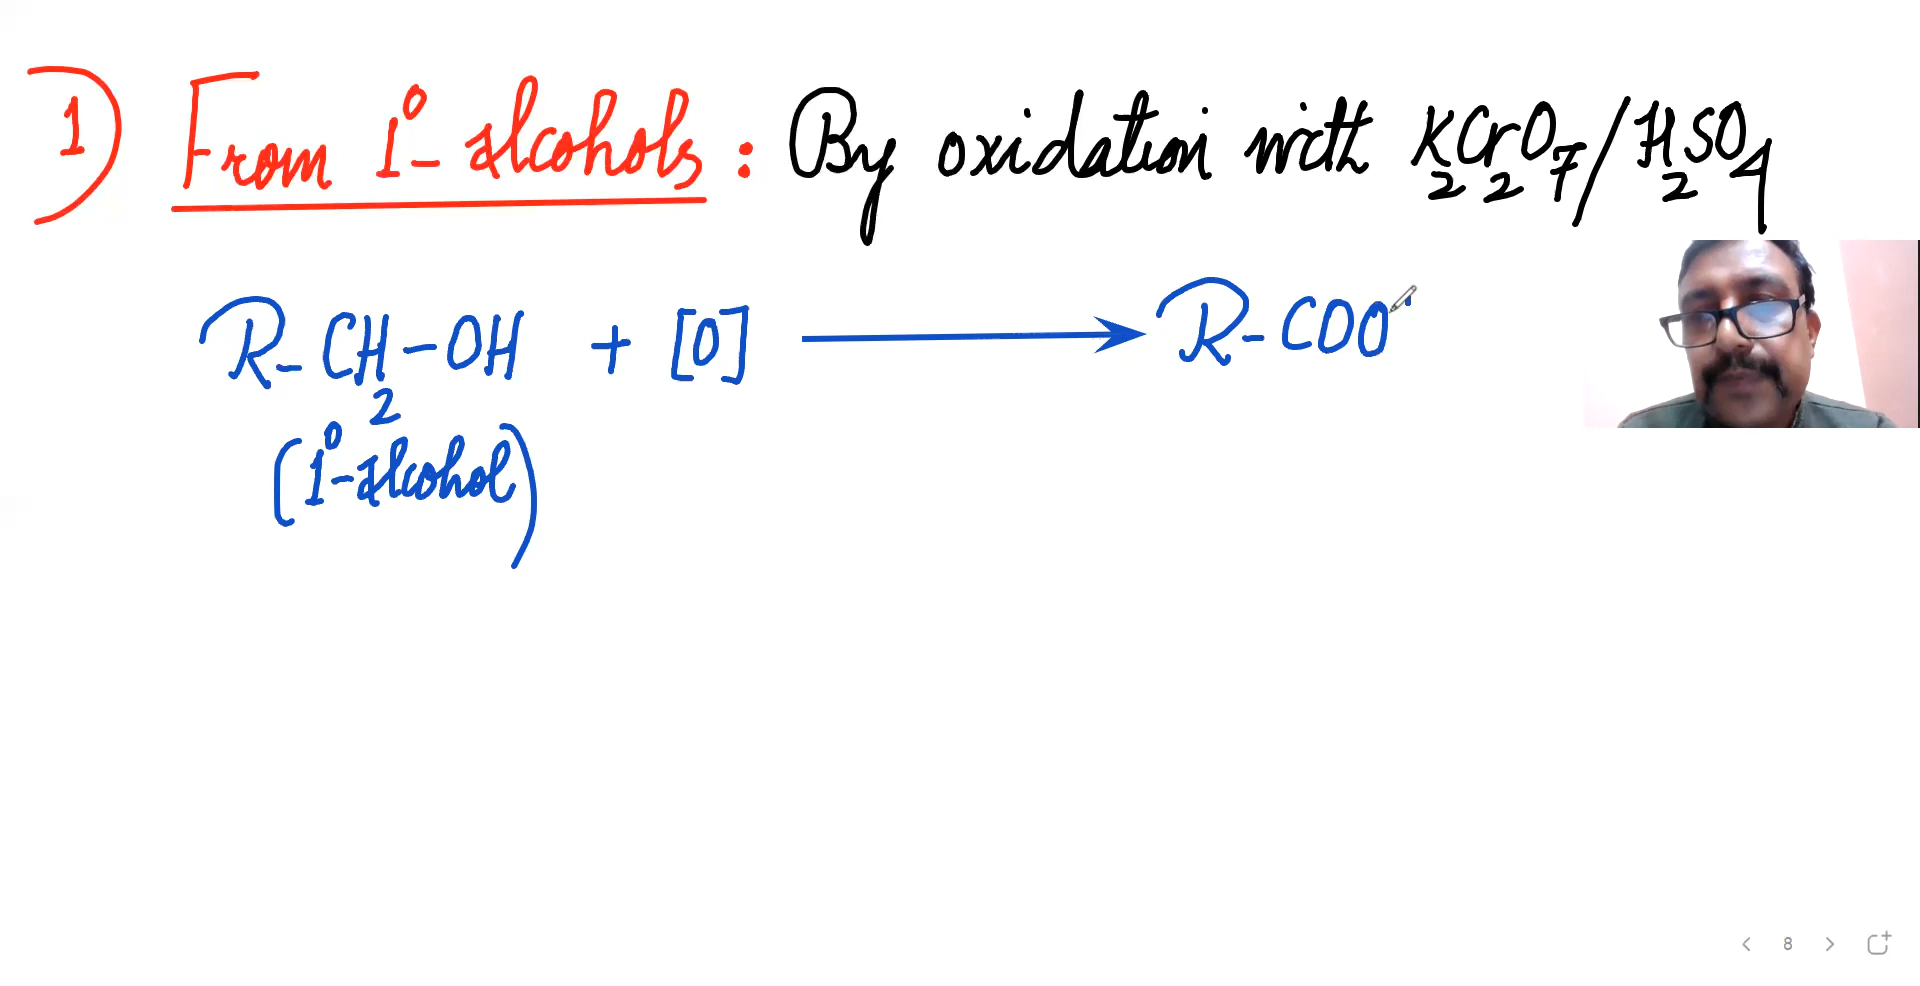 1) From 1°- alcohols : By oxidation with K₂Cr₂O₇/H₂SO₄
R-CH₂-OH + [O] ⟶ R-COO
(1°-alcohol)
8